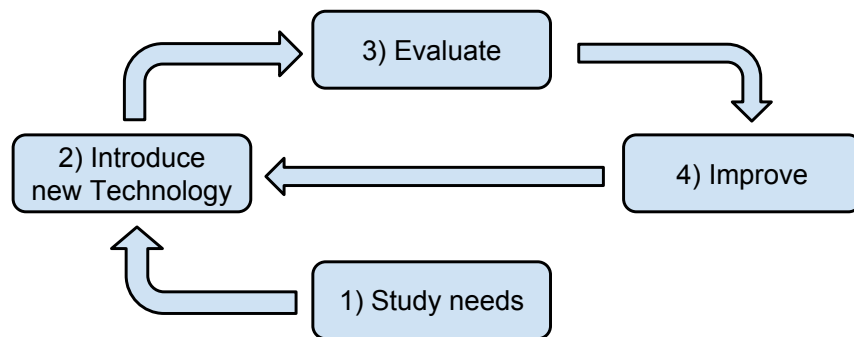 3) Evaluate
2) Introduce
new Technology
4) Improve
1) Study needs